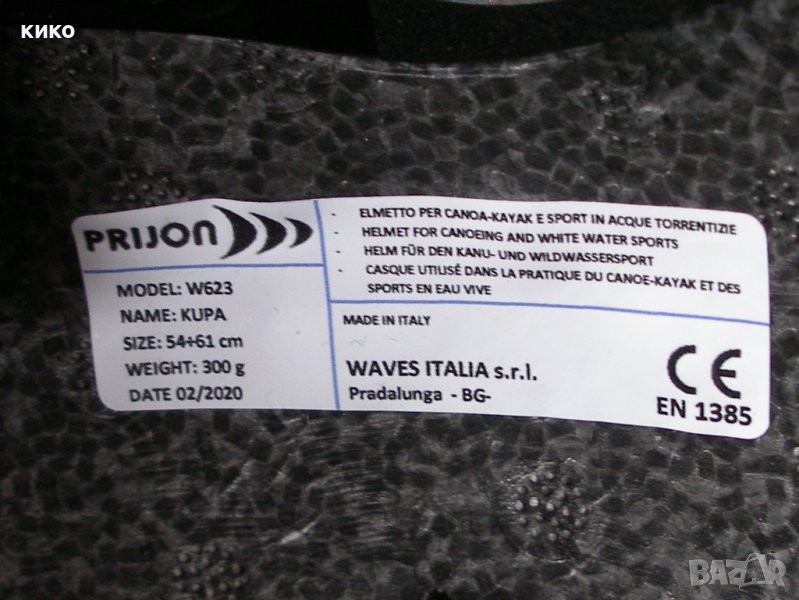 КИКО
PRIJON
MODEL: W623
NAME: KUPA
SIZE: 54÷61 cm
WEIGHT: 300 g
DATE 02/2020
- ELMETTO PER CANOA-KAYAK E SPORT IN ACQUE TORRENTIZIE
- HELMET FOR CANOEING AND WHITE WATER SPORTS
- HELM FÜR DEN KANU- UND WILDWASSERSPORT
- CASQUE UTILISÉ DANS LA PRATIQUE DU CANOE-KAYAK ET DES
SPORTS EN EAU VIVE
MADE IN ITALY
WAVES ITALIA s.r.l.
Pradalunga - BG-
CE
EN 1385
BAZAR